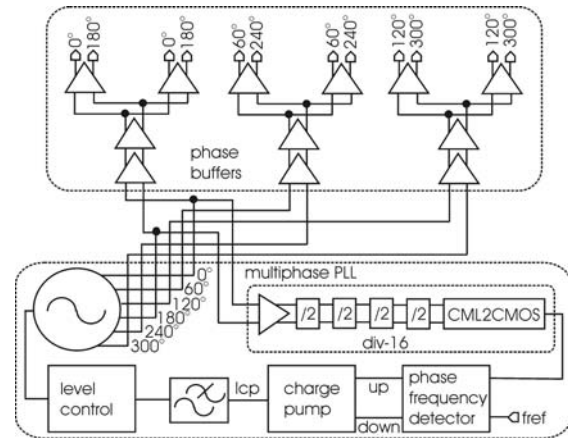 0° 180° 0° 180° 60° 240° 60° 240° 120° 300° 120° 300°
phase
buffers
multiphase PLL
0°
60°
120°
180°
240°
300°
/2 /2 /2 /2 CML2CMOS
div-16
level
control
lcp
charge
pump
up
down
phase
frequency
detector
fref